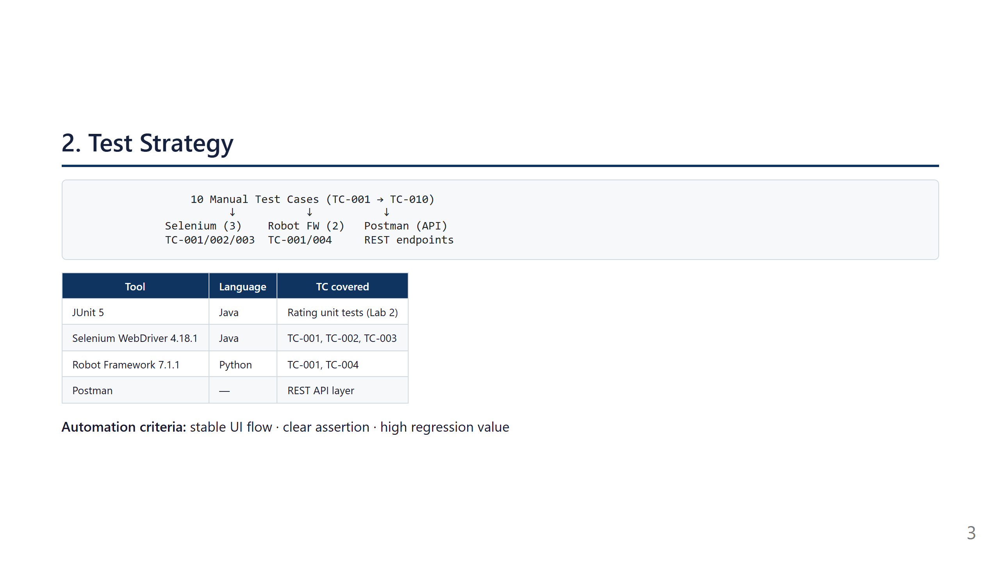 2. Test Strategy
10 Manual Test Cases (TC-001 → TC-010)
↓ ↓ ↓
Selenium (3) Robot FW (2) Postman (API)
TC-001/002/003 TC-001/004 REST endpoints
Tool Language TC covered
JUnit 5 Java Rating unit tests (Lab 2)
Selenium WebDriver 4.18.1 Java TC-001, TC-002, TC-003
Robot Framework 7.1.1 Python TC-001, TC-004
Postman — REST API layer
Automation criteria: stable UI flow · clear assertion · high regression value
3